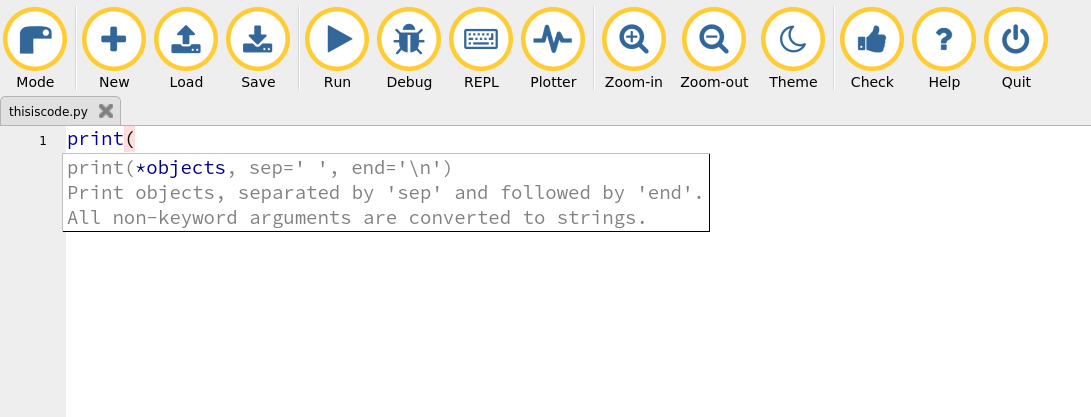 Mode New Load Save Run Debug REPL Plotter Zoom-in Zoom-out Theme Check Help Quit
thisiscode.py
1 print(
print(*objects, sep=' ', end='\n')
Print objects, separated by 'sep' and followed by 'end'.
All non-keyword arguments are converted to strings.